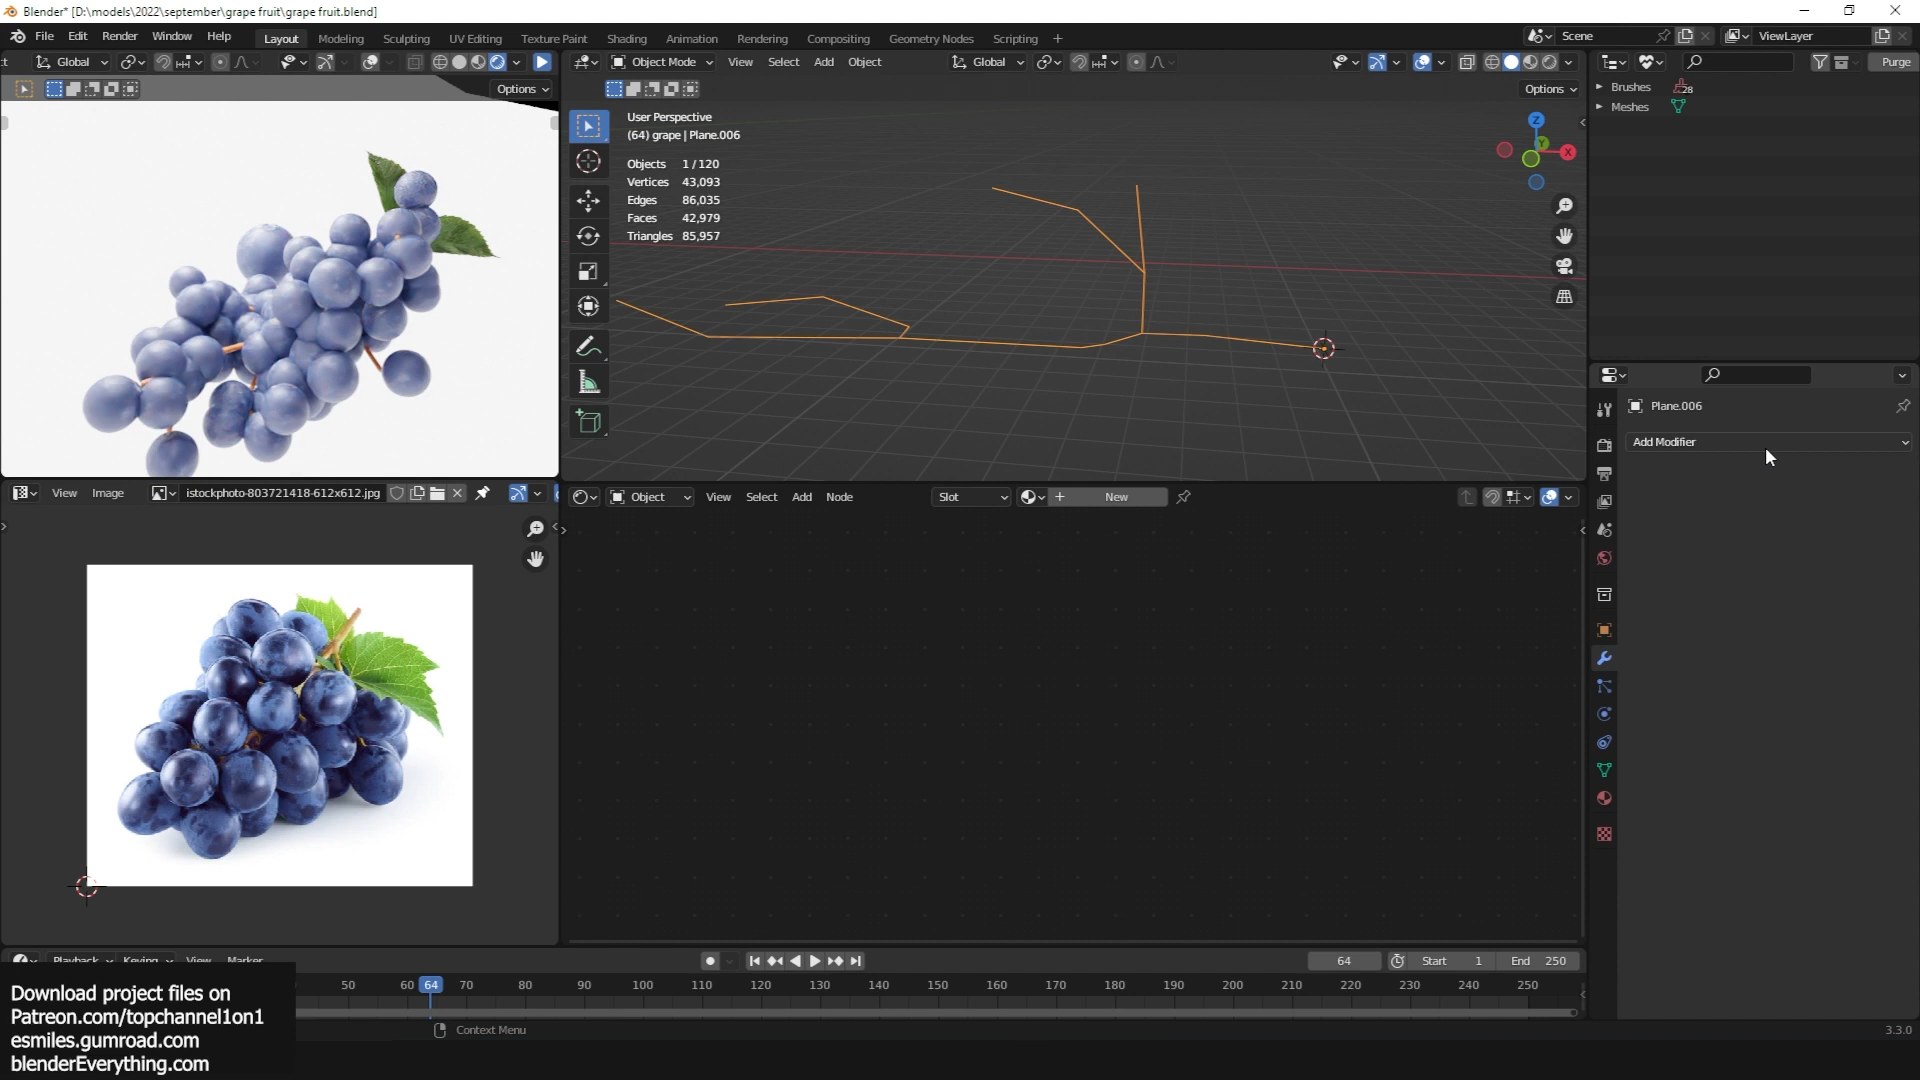 Blender* [D:\models\2022\september\grape fruit\grape fruit.blend]
File Edit Render Window Help Layout Modeling Sculpting UV Editing Texture Paint Shading Animation Rendering Compositing Geometry Nodes Scripting + Scene ViewLayer
Global Object Mode View Select Add Object Global Purge
Options Options
Brushes 28
Meshes
User Perspective
(64) grape | Plane.006
Objects 1 / 120
Vertices 43,093
Edges 86,035
Faces 42,979
Triangles 85,957
Z
Y
X
Plane.006
Add Modifier
View Image istockphoto-803721418-612x612.jpg Object View Select Add Node Slot New
Playback Keying View Marker 64 Start 1 End 250
50 60 64 70 80 90 100 110 120 130 140 150 160 170 180 190 200 210 220 230 240 250
Context Menu 3.3.0
Download project files on
Patreon.com/topchannel1on1
esmiles.gumroad.com
blenderEverything.com